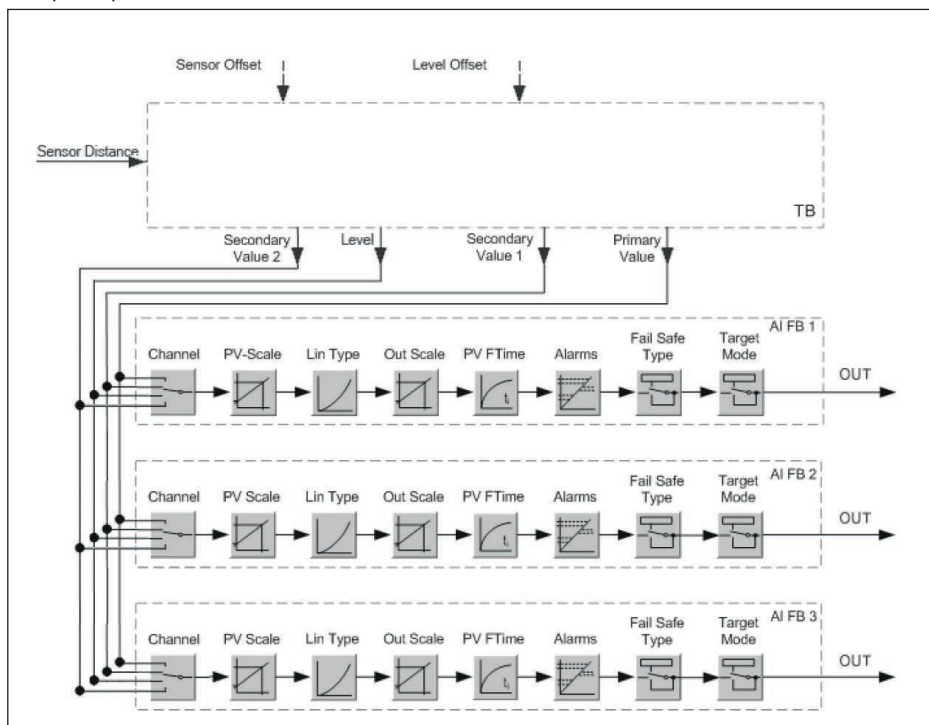 Sensor Offset
Level Offset
Sensor Distance
TB
Secondary Value 2
Level
Secondary Value 1
Primary Value
AI FB 1
Channel
PV-Scale
Lin Type
Out Scale
PV FTime
Alarms
Fail Safe Type
Target Mode
OUT
AI FB 2
Channel
PV Scale
Lin Type
Out Scale
PV FTime
Alarms
Fail Safe Type
Target Mode
OUT
AI FB 3
Channel
PV Scale
Lin Type
Out Scale
PV FTime
Alarms
Fail Safe Type
Target Mode
OUT